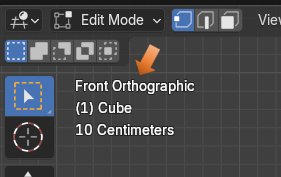 Edit Mode
View
Front Orthographic
(1) Cube
10 Centimeters